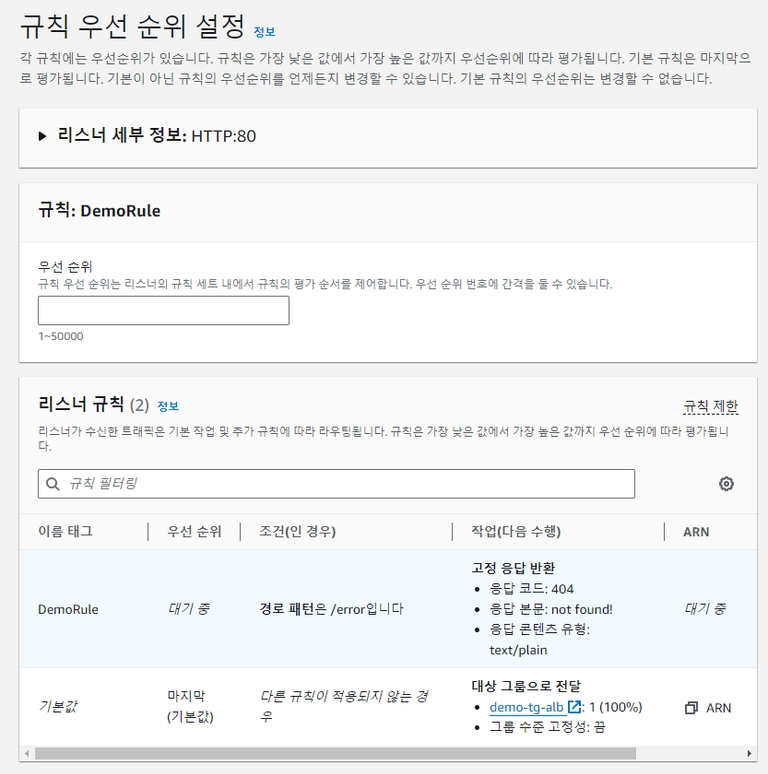 규칙 우선 순위 설정 정보
각 규칙에는 우선순위가 있습니다. 규칙은 가장 낮은 값에서 가장 높은 값까지 우선순위에 따라 평가됩니다. 기본 규칙은 마지막으
로 평가됩니다. 기본이 아닌 규칙의 우선순위를 언제든지 변경할 수 있습니다. 기본 규칙의 우선순위는 변경할 수 없습니다.
리스너 세부 정보: HTTP:80
규칙: DemoRule
우선 순위
규칙 우선 순위는 리스너의 규칙 세트 내에서 규칙의 평가 순서를 제어합니다. 우선 순위 번호에 간격을 둘 수 있습니다.
1~50000
리스너 규칙 (2) 정보
규칙 제한
리스너가 수신한 트래픽은 기본 작업 및 추가 규칙에 따라 라우팅됩니다. 규칙은 가장 낮은 값에서 가장 높은 값까지 우선 순위에 따라 평가됩니
다.
규칙 필터링
이름 태그 우선 순위 조건(인 경우) 작업(다음 수행) ARN
고정 응답 반환
응답 코드: 404
DemoRule 대기 중 경로 패턴은 /error입니다 응답 본문: not found! 대기 중
응답 콘텐츠 유형:
text/plain
대상 그룹으로 전달
기본값 마지막 다른 규칙이 적용되지 않는 경 demo-tg-alb: 1 (100%) ARN
(기본값) 우 그룹 수준 고정성: 끔